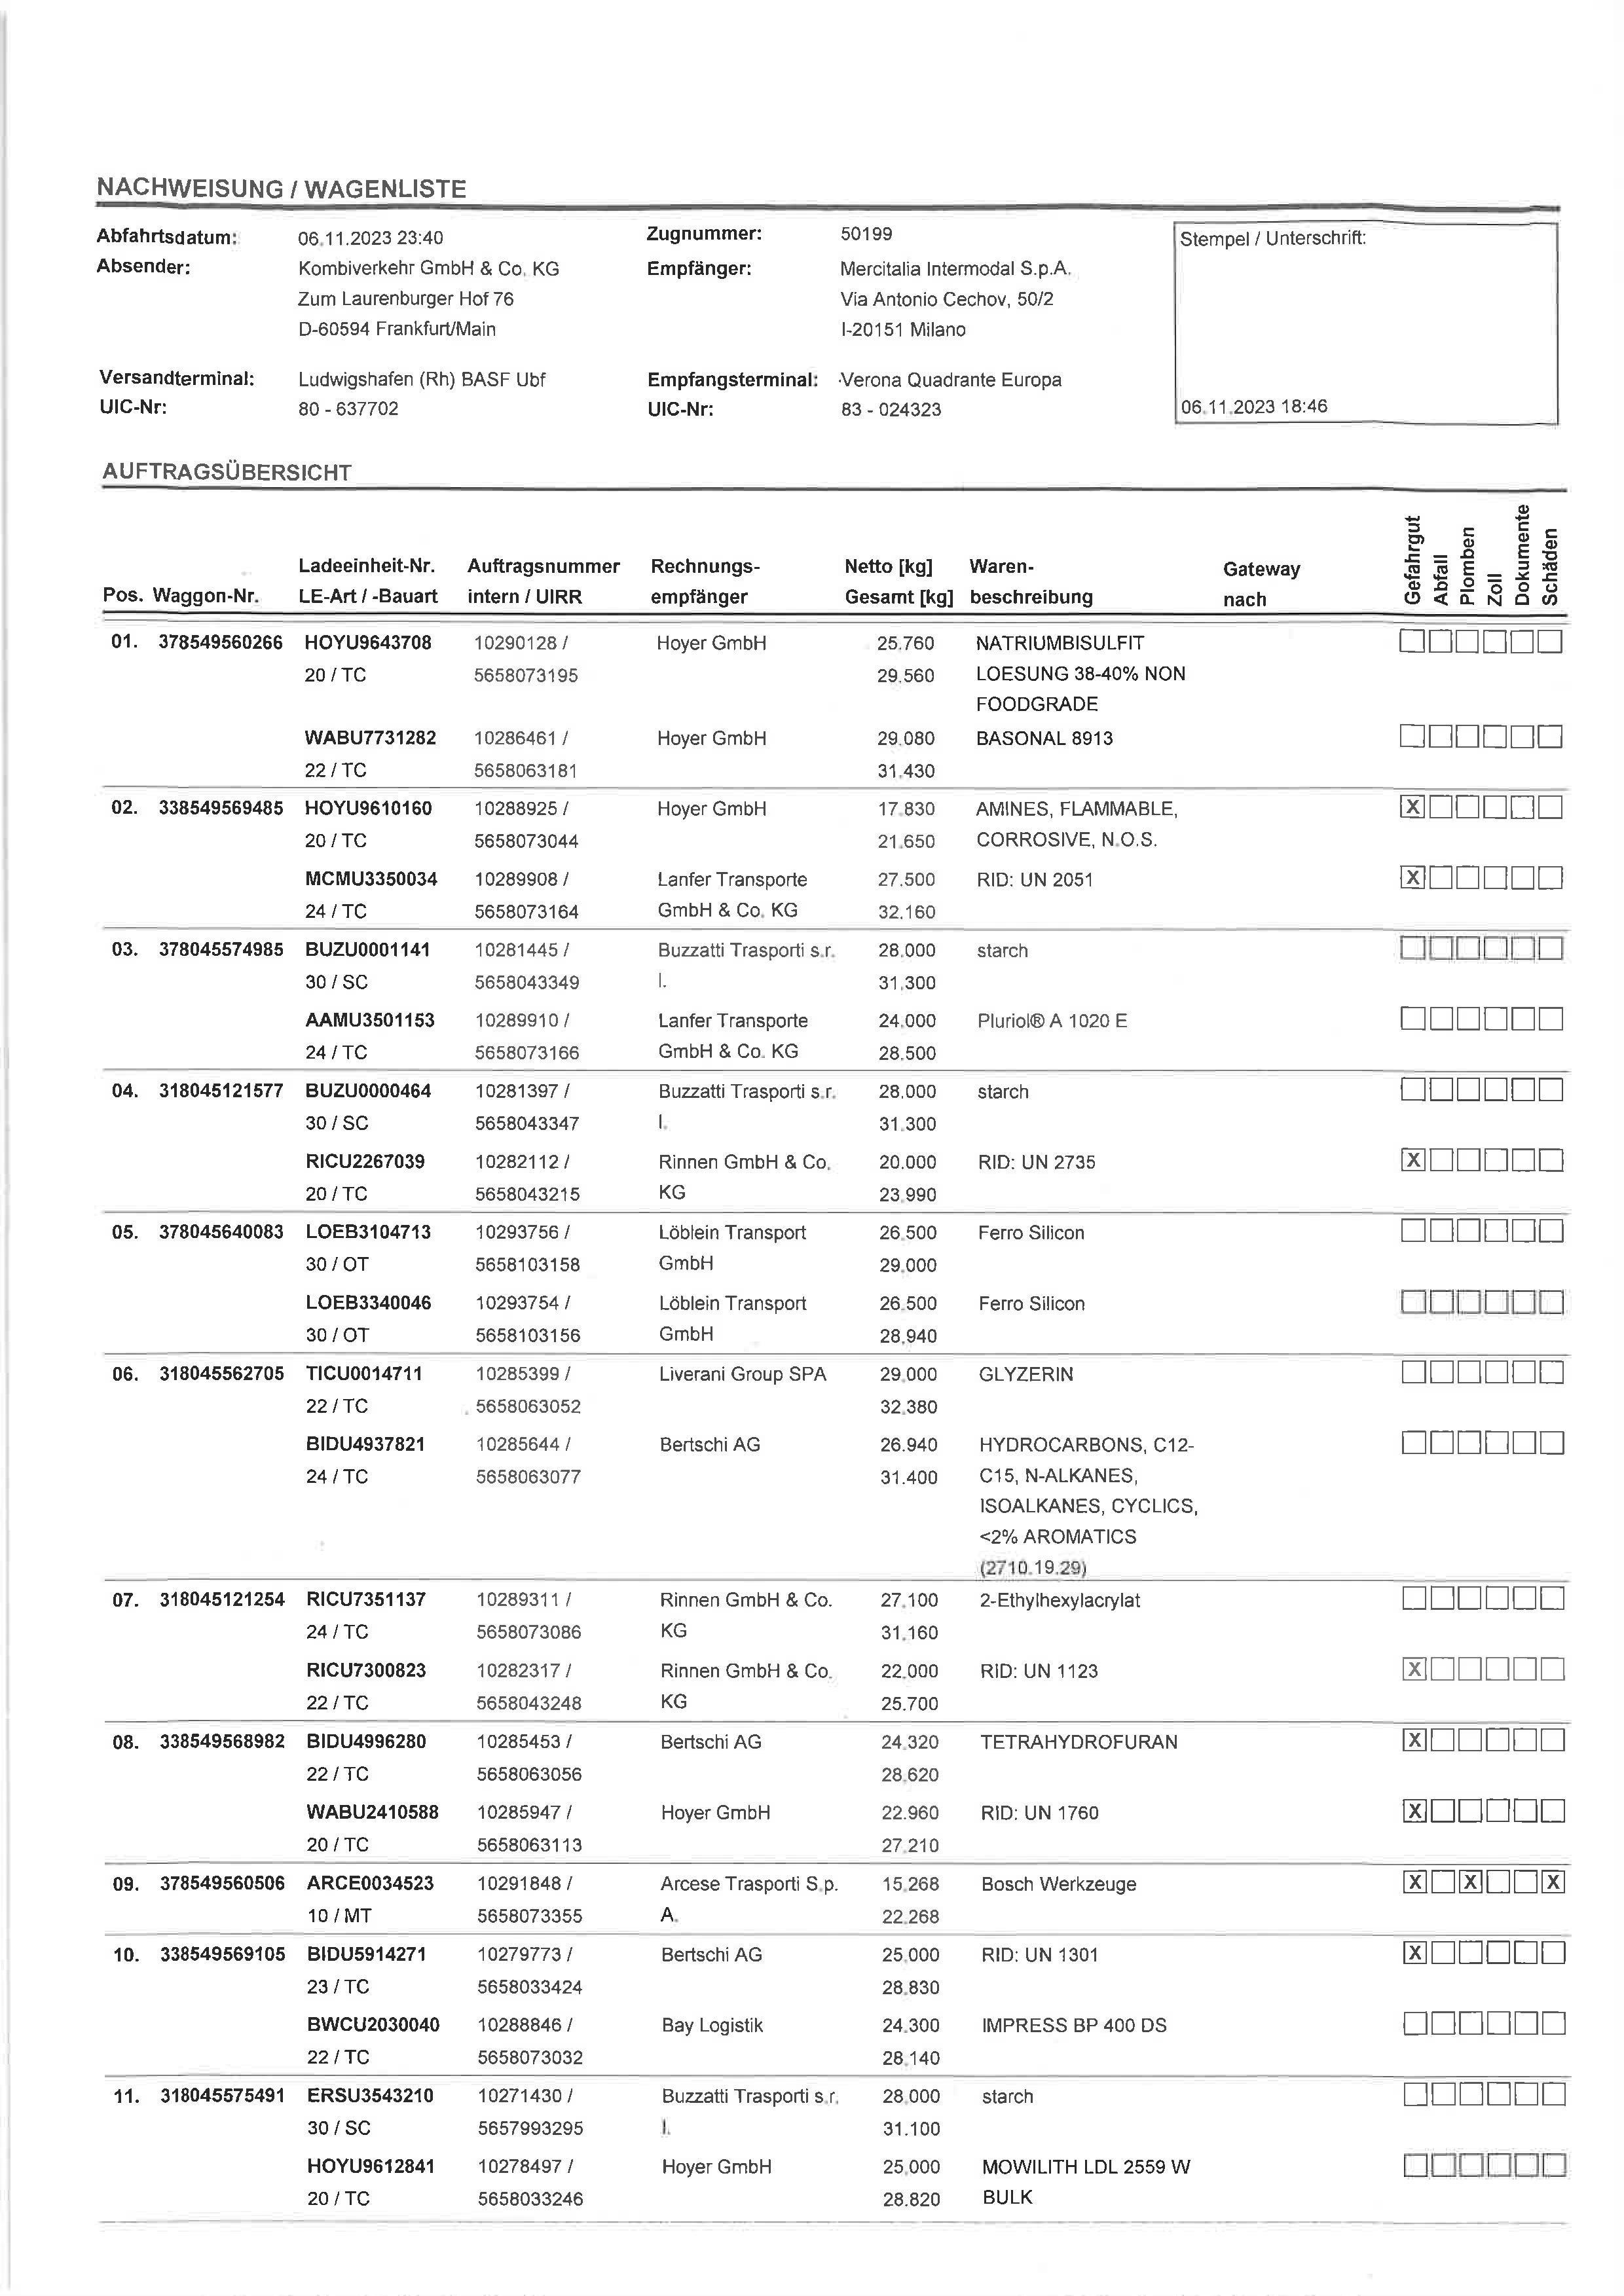 NACHWEISUNG / WAGENLISTE
Abfahrtsdatum: 06.11.2023 23:40 Zugnummer: 50199 Stempel / Unterschrift:
Absender: Kombiverkehr GmbH & Co. KG Empfänger: Mercitalia Intermodal S.p.A.
Zum Laurenburger Hof 76 Via Antonio Cechov, 50/2
D-60594 Frankfurt/Main I-20151 Milano
Versandterminal: Ludwigshafen (Rh) BASF Ubf Empfangsterminal: Verona Quadrante Europa
UIC-Nr: 80 - 637702 UIC-Nr: 83 - 024323 06.11.2023 18:46
AUFTRAGSÜBERSICHT
Gefahrgut Abfall Plomben Zoll Dokumente Schäden
Ladeeinheit-Nr. Auftragsnummer Rechnungs- Netto [kg] Waren- Gateway
Pos. Waggon-Nr. LE-Art / -Bauart intern / UIRR empfänger Gesamt [kg] beschreibung nach
01. 378549560266 HOYU9643708 10290128 / Hoyer GmbH 25.760 NATRIUMBISULFIT
20 / TC 5658073195 29.560 LOESUNG 38-40% NON
FOODGRADE
WABU7731282 10286461 / Hoyer GmbH 29.080 BASONAL 8913
22 / TC 5658063181 31.430
02. 338549569485 HOYU9610160 10288925 / Hoyer GmbH 17.830 AMINES, FLAMMABLE, X
20 / TC 5658073044 21.650 CORROSIVE, N.O.S.
MCMU3350034 10289908 / Lanfer Transporte 27.500 RID: UN 2051 X
24 / TC 5658073164 GmbH & Co. KG 32.160
03. 378045574985 BUZU0001141 10281445 / Buzzatti Trasporti s.r. 28.000 starch
30 / SC 5658043349 l. 31.300
AAMU3501153 10289910 / Lanfer Transporte 24.000 Pluriol® A 1020 E
24 / TC 5658073166 GmbH & Co. KG 28.500
04. 318045121577 BUZU0000464 10281397 / Buzzatti Trasporti s.r. 28.000 starch
30 / SC 5658043347 l. 31.300
RICU2267039 10282112 / Rinnen GmbH & Co. 20.000 RID: UN 2735 X
20 / TC 5658043215 KG 23.990
05. 378045640083 LOEB3104713 10293756 / Löblein Transport 26.500 Ferro Silicon
30 / OT 5658103158 GmbH 29.000
LOEB3340046 10293754 / Löblein Transport 26.500 Ferro Silicon
30 / OT 5658103156 GmbH 28.940
06. 318045562705 TICU0014711 10285399 / Liverani Group SPA 29.000 GLYZERIN
22 / TC 5658063052 32.380
BIDU4937821 10285644 / Bertschi AG 26.940 HYDROCARBONS, C12-
24 / TC 5658063077 31.400 C15, N-ALKANES,
ISOALKANES, CYCLICS,
<2% AROMATICS
(2710.19.29)
07. 318045121254 RICU7351137 10289311 / Rinnen GmbH & Co. 27.100 2-Ethylhexylacrylat
24 / TC 5658073086 KG 31.160
RICU7300823 10282317 / Rinnen GmbH & Co. 22.000 RID: UN 1123 X
22 / TC 5658043248 KG 25.700
08. 338549568982 BIDU4996280 10285453 / Bertschi AG 24.320 TETRAHYDROFURAN X
22 / TC 5658063056 28.620
WABU2410588 10285947 / Hoyer GmbH 22.960 RID: UN 1760 X
20 / TC 5658063113 27.210
09. 378549560506 ARCE0034523 10291848 / Arcese Trasporti S.p. 15.268 Bosch Werkzeuge X X X
10 / MT 5658073355 A. 22.268
10. 338549569105 BIDU5914271 10279773 / Bertschi AG 25.000 RID: UN 1301 X
23 / TC 5658033424 28.830
BWCU2030040 10288846 / Bay Logistik 24.300 IMPRESS BP 400 DS
22 / TC 5658073032 28.140
11. 318045575491 ERSU3543210 10271430 / Buzzatti Trasporti s.r. 28.000 starch
30 / SC 5657993295 l. 31.100
HOYU9612841 10278497 / Hoyer GmbH 25.000 MOWILITH LDL 2559 W
20 / TC 5658033246 28.820 BULK